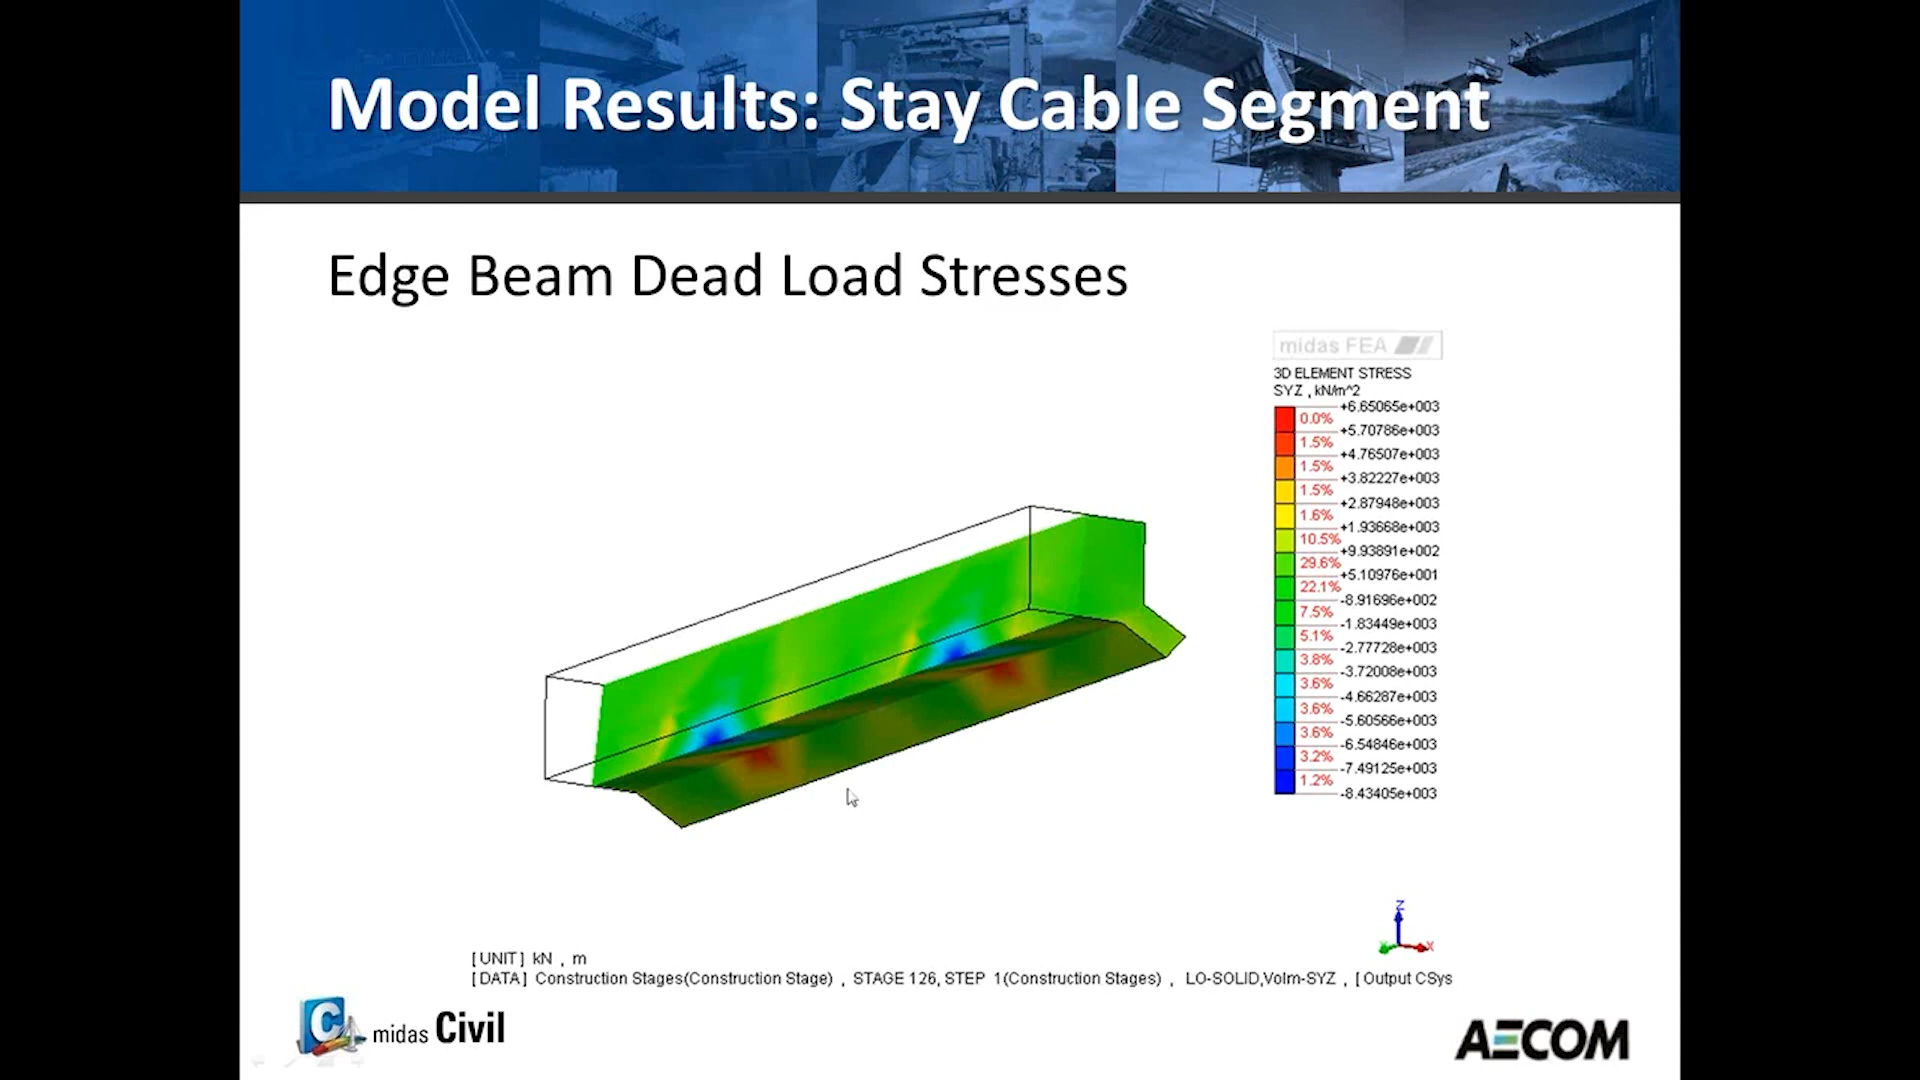 Model Results: Stay Cable Segment
Edge Beam Dead Load Stresses
midas FEA
3D ELEMENT STRESS
SYZ , kN/m^2
+6.65065e+003
0.0%
+5.70786e+003
1.5%
+4.76507e+003
1.5%
+3.82227e+003
1.5%
+2.87948e+003
1.6%
+1.93668e+003
10.5%
+9.93891e+002
29.6%
+5.10976e+001
22.1%
-8.91696e+002
7.5%
-1.83449e+003
5.1%
-2.77728e+003
3.8%
-3.72008e+003
3.6%
-4.66287e+003
3.6%
-5.60566e+003
3.6%
-6.54846e+003
3.2%
-7.49125e+003
1.2%
-8.43405e+003
Z
X
[UNIT] kN , m
[DATA] Construction Stages(Construction Stage) , STAGE 126, STEP 1(Construction Stages) , LO-SOLID,Volm-SYZ , [ Output CSys
C midas Civil
AECOM